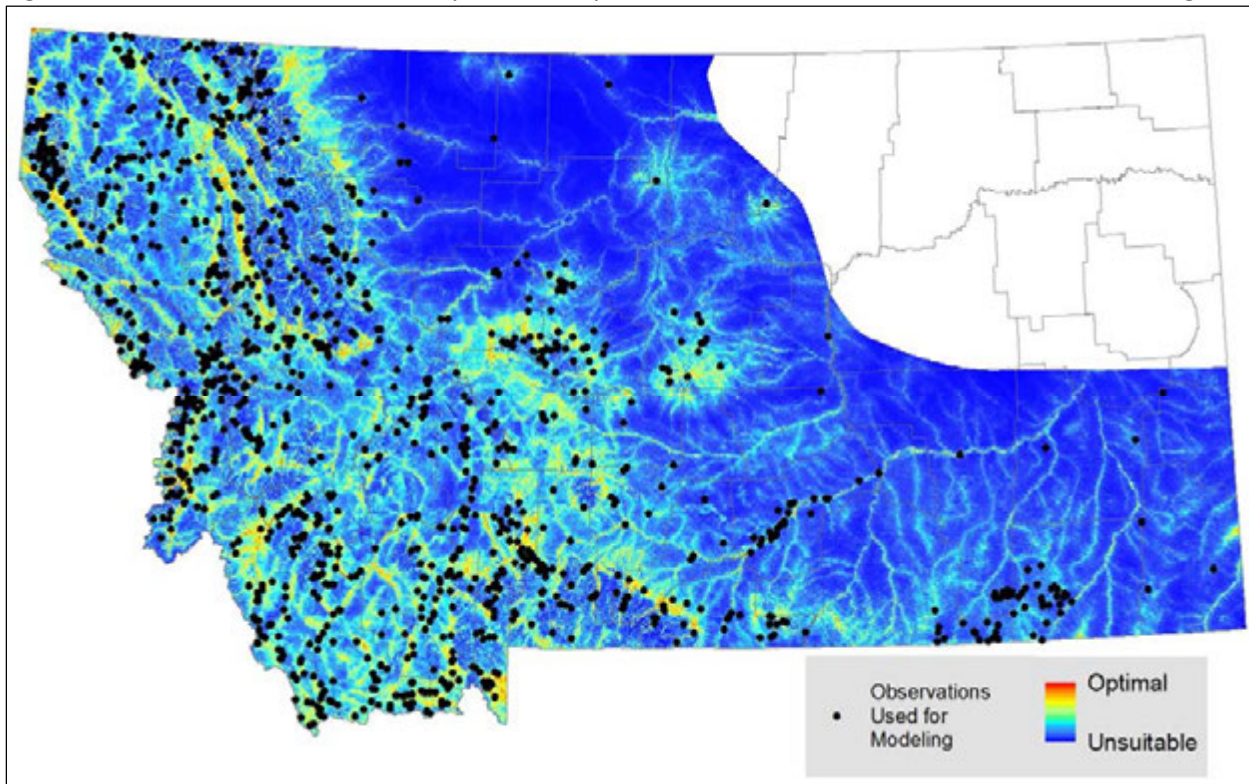 Observations
Used for
Modeling
Optimal
Unsuitable